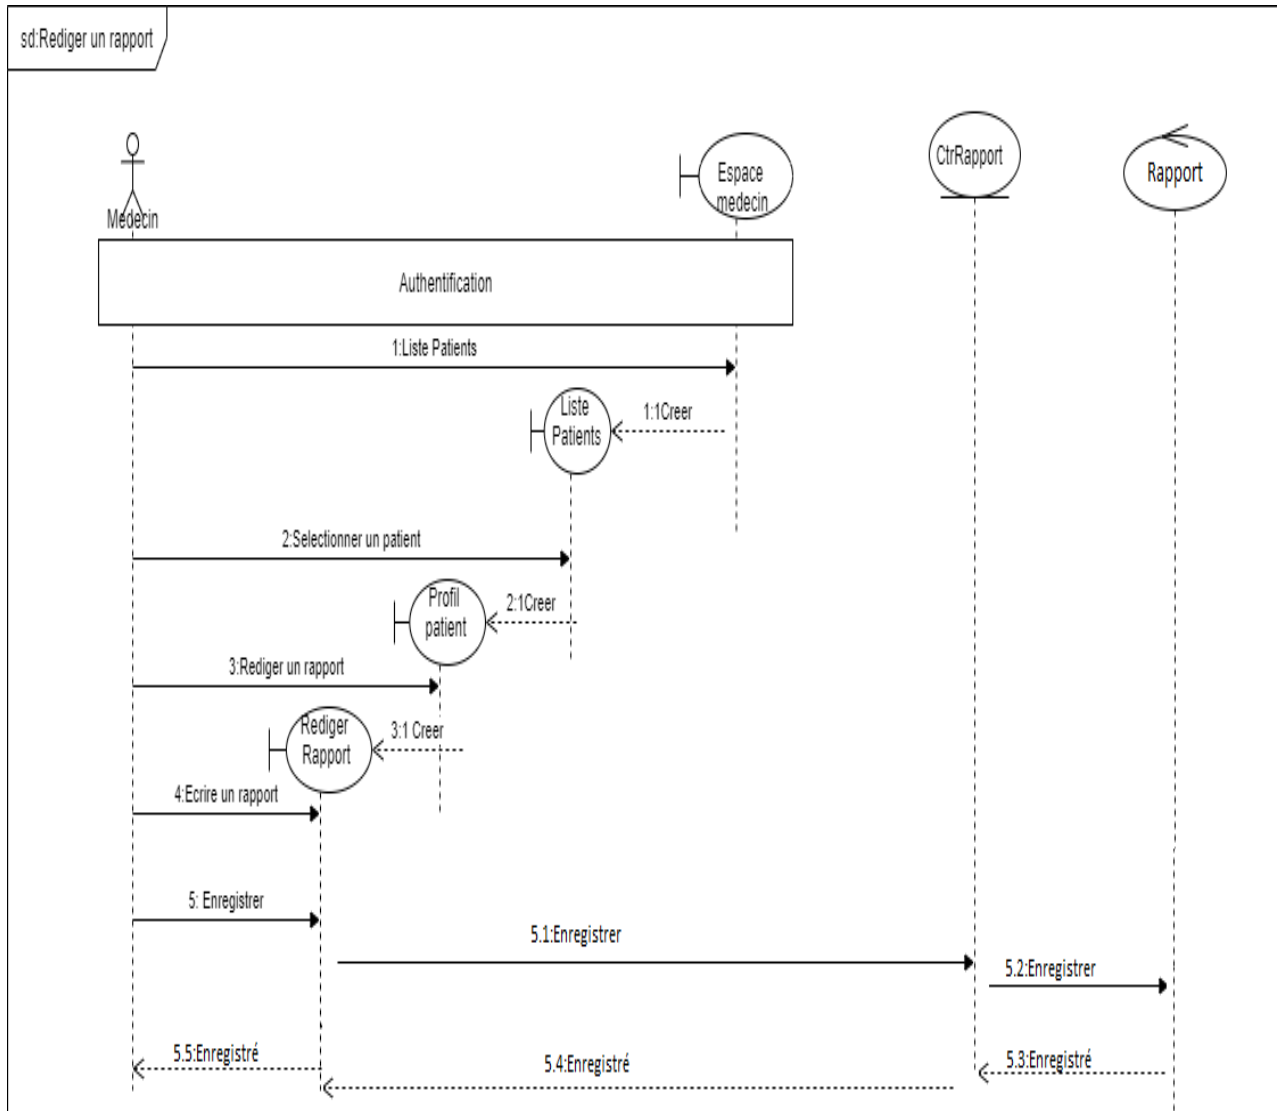 sd:Rediger un rapport
Medecin
Espace
medecin
CtrRapport
Rapport
Authentification
1:Liste Patients
Liste
Patients
1:1Creer
2:Selectionner un patient
Profil
patient
2:1Creer
3:Rediger un rapport
Rediger
Rapport
3:1 Creer
4:Ecrire un rapport
5: Enregistrer
5.1:Enregistrer
5.2:Enregistrer
5.5:Enregistré
5.4:Enregistré
5.3:Enregistré